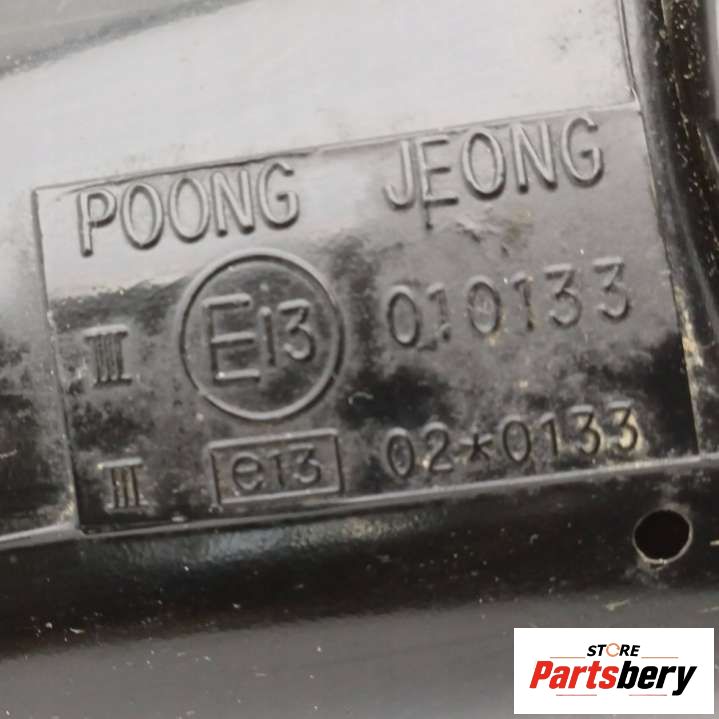 POONG JEONG
III E13 010133
III e13 02*0133
STORE
Partsbery